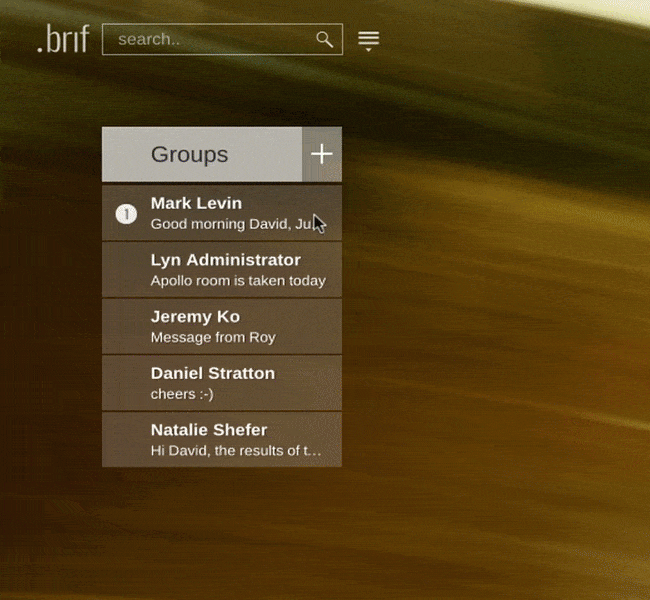 .brıf
search..
Groups
Mark Levin
1
Good morning David, Ju
Lyn Administrator
Apollo room is taken today
Jeremy Ko
Message from Roy
Daniel Stratton
cheers :-)
Natalie Shefer
Hi David, the results of t...